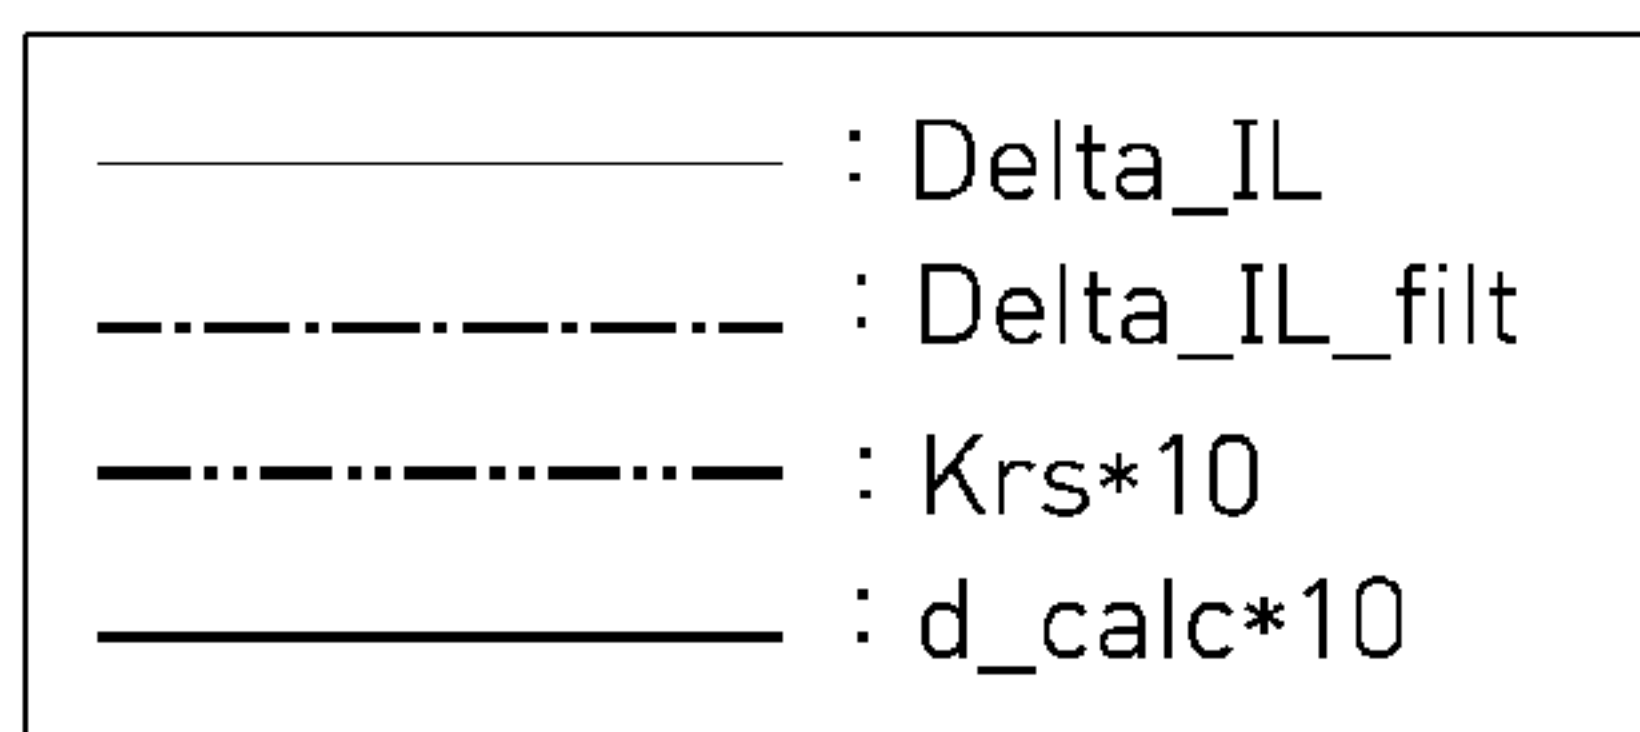 : Delta_IL
: Delta_IL_filt
: Krs*10
: d_calc*10